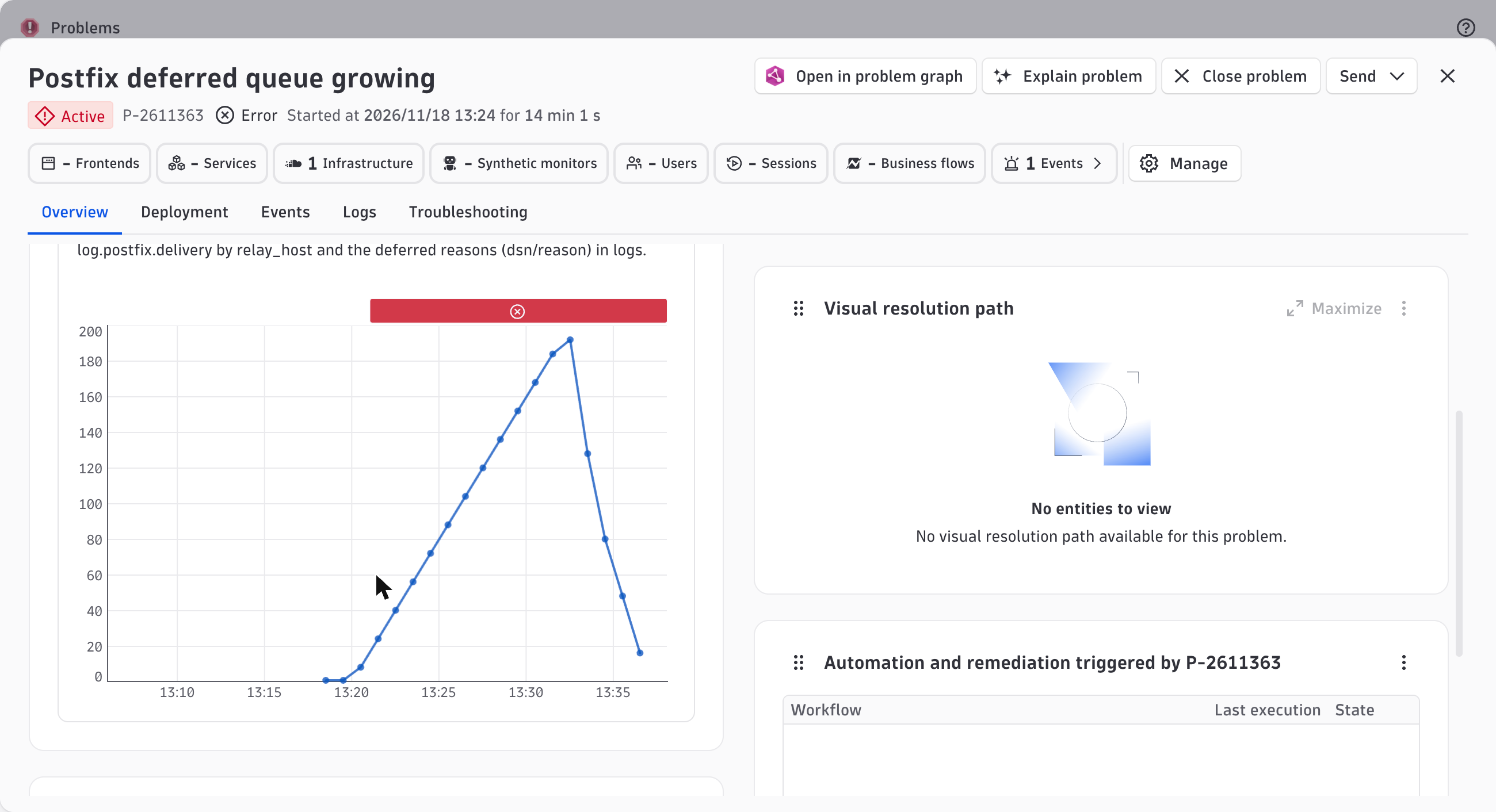 Problems
Postfix deferred queue growing
Open in problem graph
Explain problem
Close problem
Send
Active P-2611363 Error Started at 2026/11/18 13:24 for 14 min 1 s
– Frontends
– Services
1 Infrastructure
– Synthetic monitors
– Users
– Sessions
– Business flows
1 Events
Manage
Overview
Deployment
Events
Logs
Troubleshooting
log.postfix.delivery by relay_host and the deferred reasons (dsn/reason) in logs.
200
180
160
140
120
100
80
60
40
20
0
13:10 13:15 13:20 13:25 13:30 13:35
Visual resolution path
Maximize
No entities to view
No visual resolution path available for this problem.
Automation and remediation triggered by P-2611363
Workflow Last execution State